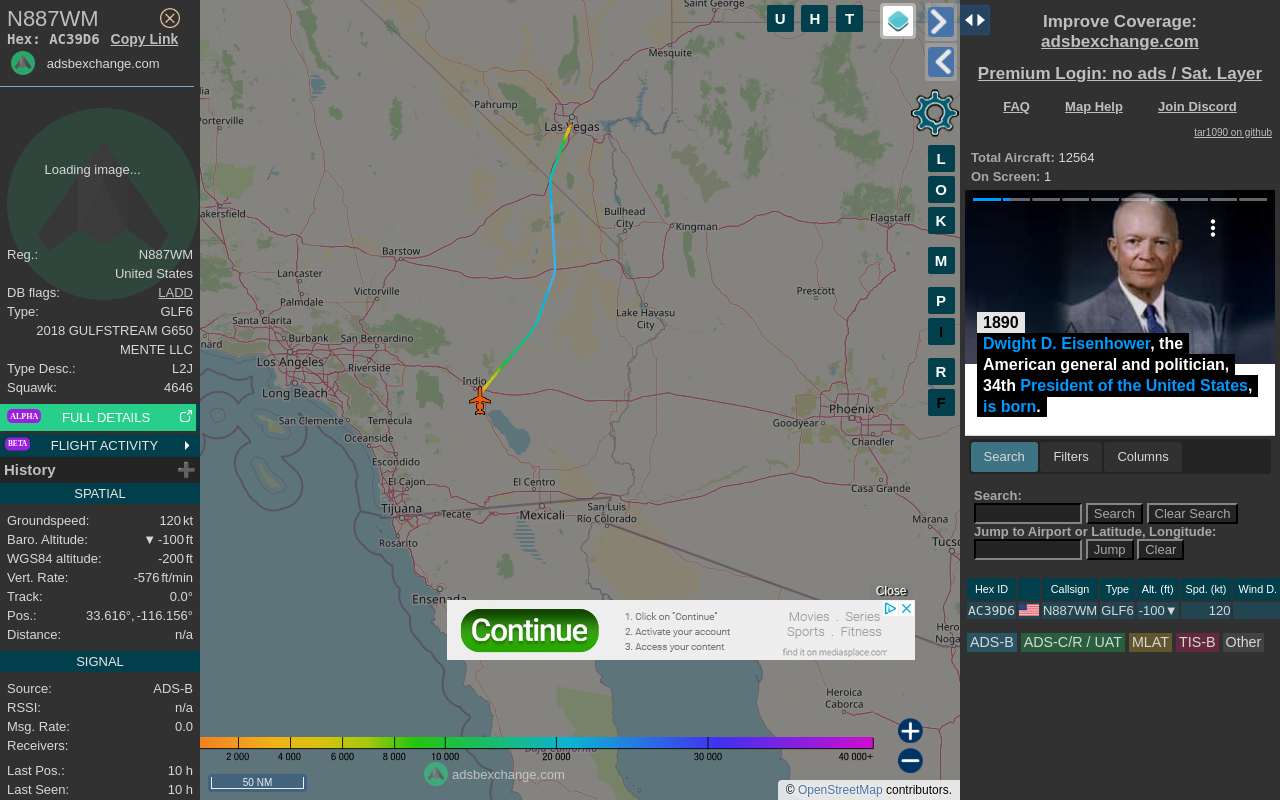 N887WM
Hex: AC39D6 Copy Link
adsbexchange.com
Loading image...
Reg.: N887WM
United States
DB flags: LADD
Type: GLF6
2018 GULFSTREAM G650
MENTE LLC
Type Desc.: L2J
Squawk: 4646
ALPHA FULL DETAILS
BETA FLIGHT ACTIVITY
History
SPATIAL
Groundspeed: 120 kt
Baro. Altitude: ▼ -100 ft
WGS84 altitude: -200 ft
Vert. Rate: -576 ft/min
Track: 0.0°
Pos.: 33.616°, -116.156°
Distance: n/a
SIGNAL
Source: ADS-B
RSSI: n/a
Msg. Rate: 0.0
Receivers:
Last Pos.: 10 h
Last Seen: 10 h
Saint George
U H T
Mesquite
Pahrump
Porterville
Las Vegas
L
O
K
M
P
I
R
F
akersfield
Bullhead
City
Kingman
Flagstaff
Barstow
Lancaster
Victorville
Palmdale
Prescott
Santa Clarita
Lake Havasu
City
nard
Burbank
San Bernardino
Los Angeles
Riverside
Indio
Long Beach
Phoenix
San Clemente
Temecula
Goodyear
Oceanside
Chandler
Escondido
El Cajon
El Centro
Casa Grande
Tijuana
Tecate
Mexicali
San Luis
Río Colorado
Marana
Tucso
Rosarito
Ensenada
Close
Continue
1. Click on "Continue"
2. Activate your account
3. Access your content
Movies . Series
Sports . Fitness
find it on mediasplace.com
Hero
Noga
Heroica
Caborca
Baja California
2 000 4 000 6 000 8 000 10 000 20 000 30 000 40 000+
adsbexchange.com
50 NM
© OpenStreetMap contributors.
Improve Coverage:
adsbexchange.com
Premium Login: no ads / Sat. Layer
FAQ Map Help Join Discord
tar1090 on github
Total Aircraft: 12564
On Screen: 1
1890
Dwight D. Eisenhower, the
American general and politician,
34th President of the United States,
is born.
Search Filters Columns
Search:
Search Clear Search
Jump to Airport or Latitude, Longitude:
Jump Clear
Hex ID Callsign Type Alt. (ft) Spd. (kt) Wind D.
AC39D6 N887WM GLF6 -100▼ 120
ADS-B ADS-C/R / UAT MLAT TIS-B Other